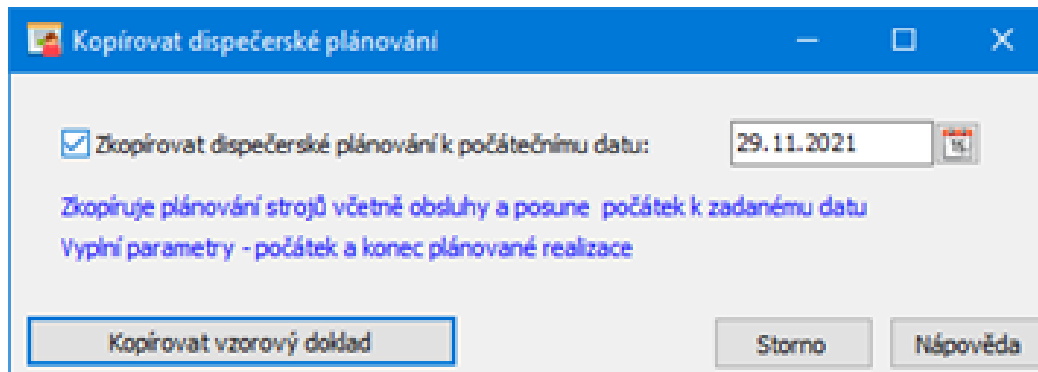 Kopírovat dispečerské plánování
Zkopírovat dispečerské plánování k počátečnímu datu: 29.11.2021
Zkopíruje plánování strojů včetně obsluhy a posune počátek k zadanému datu
Vyplní parametry - počátek a konec plánované realizace
Kopírovat vzorový doklad Storno Nápověda